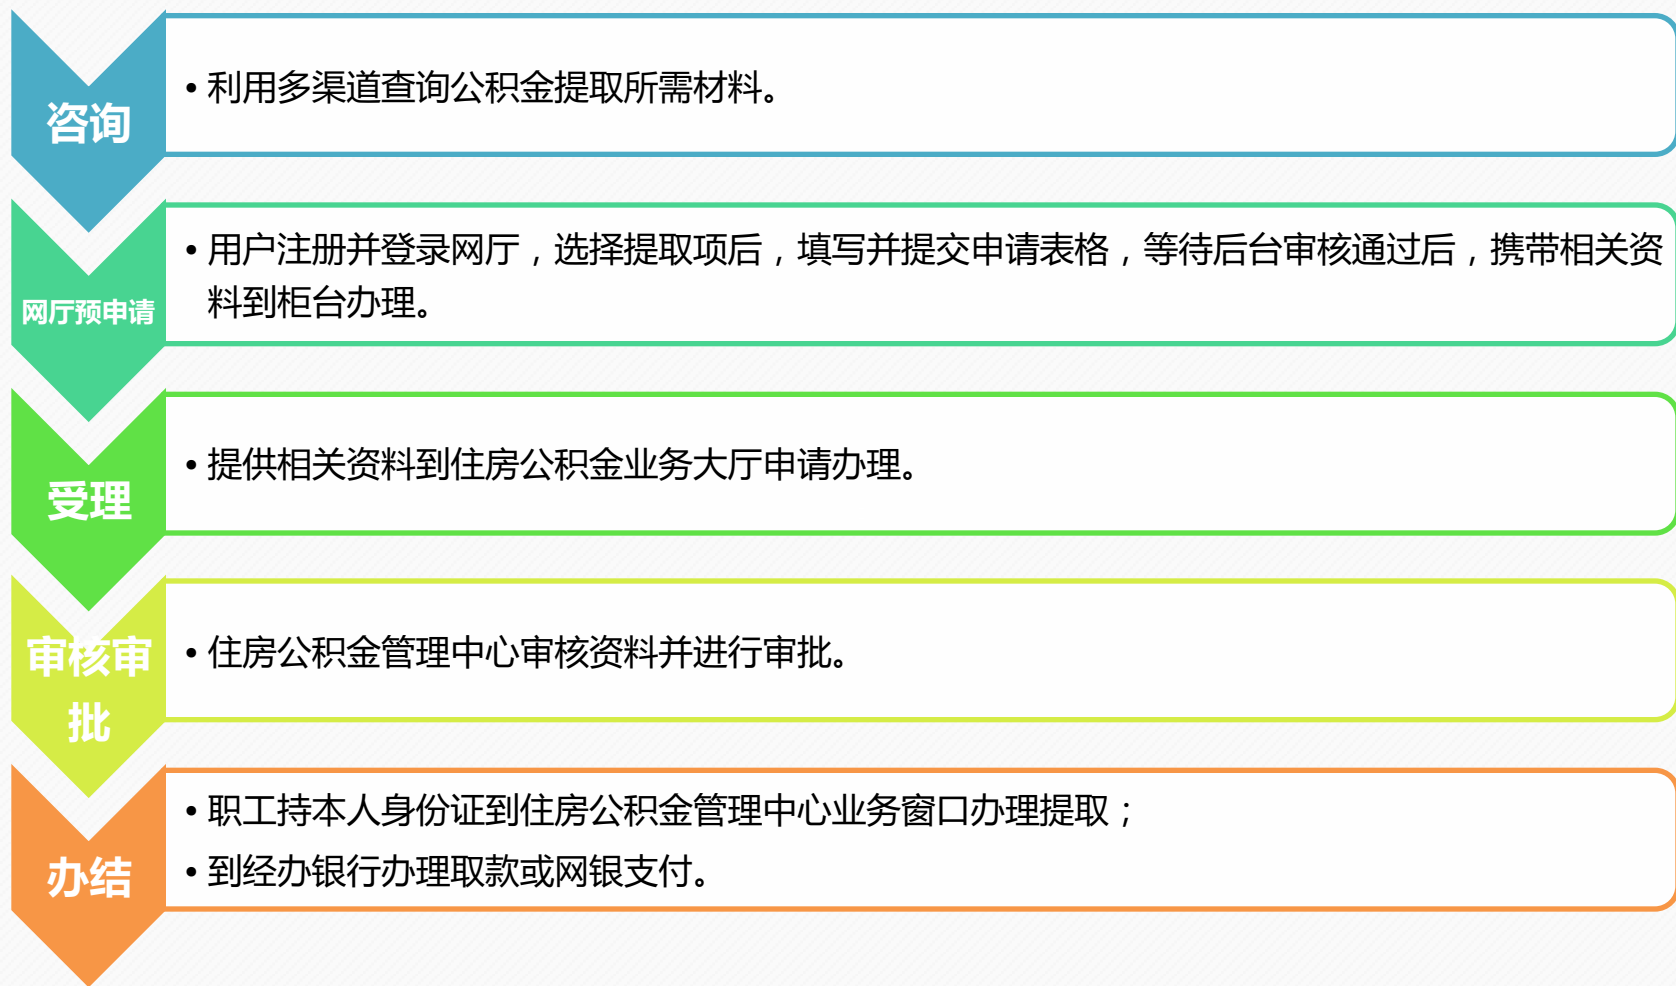 咨询
• 利用多渠道查询公积金提取所需材料。
网厅预申请
• 用户注册并登录网厅，选择提取项后，填写并提交申请表格，等待后台审核通过后，携带相关资
料到柜台办理。
受理
• 提供相关资料到住房公积金业务大厅申请办理。
审核审
批
• 住房公积金管理中心审核资料并进行审批。
办结
• 职工持本人身份证到住房公积金管理中心业务窗口办理提取；
• 到经办银行办理取款或网银支付。